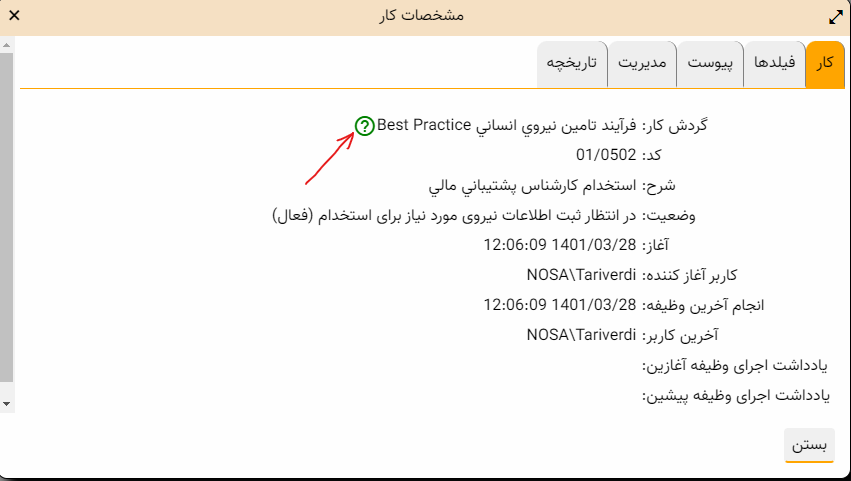 مشخصات کار
کار
فیلدها
پیوست
مدیریت
تاریخچه
گردش کار: فرآیند تامين نيروي انساني Best Practice
کد: 01/0502
شرح: استخدام کارشناس پشتيباني مالي
وضعیت: در انتظار ثبت اطلاعات نیروی مورد نیاز برای استخدام (فعال)
آغاز: 1401/03/28 12:06:09
کاربر آغاز کننده: NOSA\Tariverdi
انجام آخرین وظیفه: 1401/03/28 12:06:09
آخرین کاربر: NOSA\Tariverdi
یادداشت اجرای وظیفه آغازین:
یادداشت اجرای وظیفه پیشین:
بستن